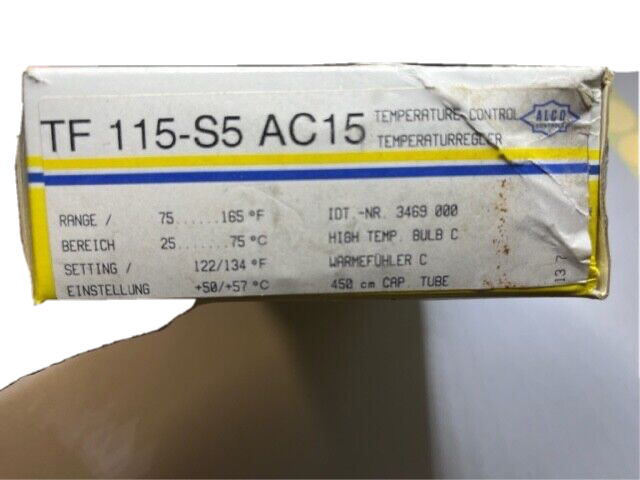 TF 115-S5 AC15
TEMPERATURE CONTROL
TEMPERATURREGLER
ALCO
RANGE / 75......165 °F
BEREICH 25.......75 °C
SETTING / 122/134 °F
EINSTELLUNG +50/+57 °C
IDT.-NR. 3469 000
HIGH TEMP. BULB C
WARMEFÜHLER C
450 cm CAP. TUBE
13 7